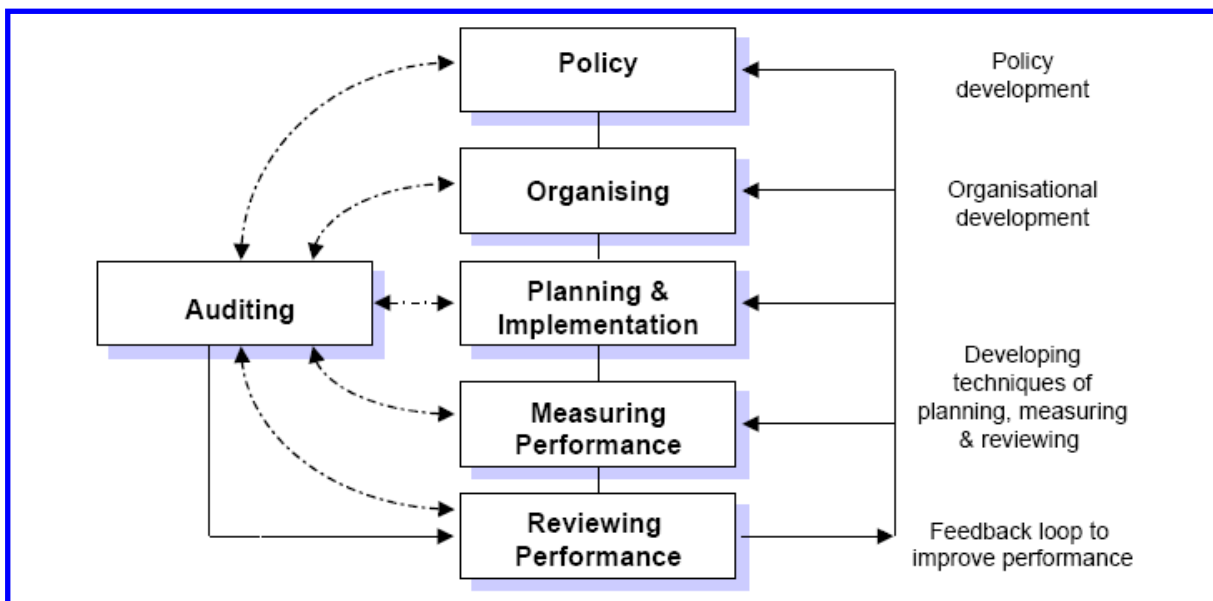 Policy
Policy
development
Organising
Organisational
development
Auditing
Planning &
Implementation
Developing
techniques of
planning, measuring
& reviewing
Measuring
Performance
Reviewing
Performance
Feedback loop to
improve performance